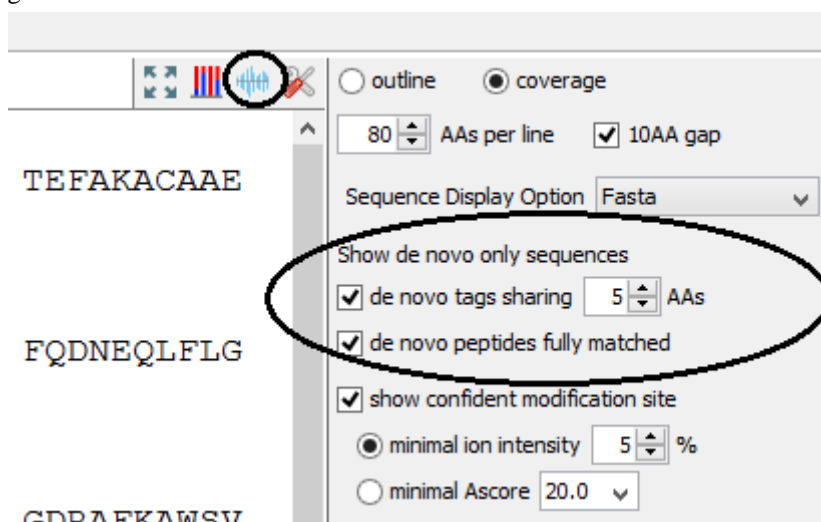 outline coverage
80 AAs per line 10AA gap
TEFAKACAAE
Sequence Display Option Fasta
Show de novo only sequences
de novo tags sharing 5 AAs
FQDNEQLFLG
de novo peptides fully matched
show confident modification site
minimal ion intensity 5 %
minimal Ascore 20.0